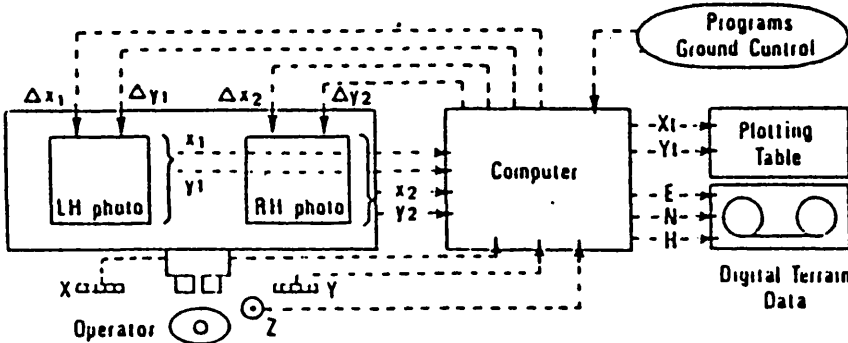 Programs
Ground Control
Δx1
Δy1
Δx2
Δy2
x1
y1
x2
y2
LH photo
RH photo
Computer
Xt
Yt
Plotting
Table
E
N
H
Digital Terrain
Data
X
Y
Z
Operator